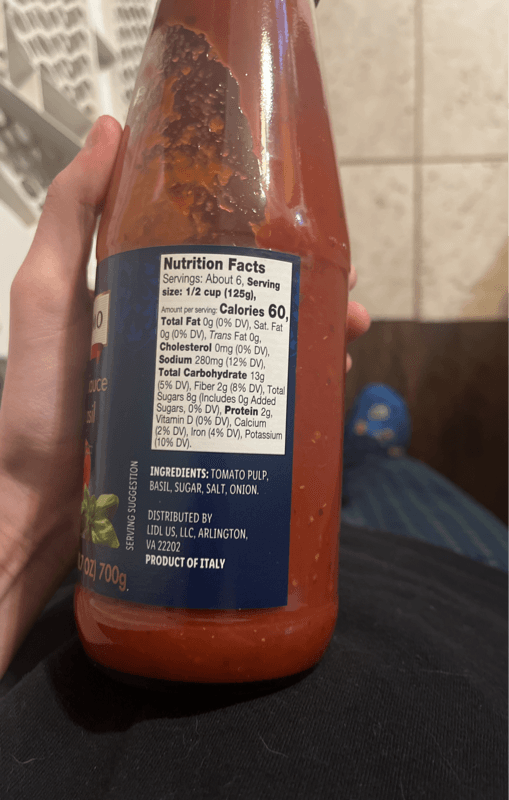 Nutrition Facts
Servings: About 6, Serving
size: 1/2 cup (125g),
Amount per serving: Calories 60,
Total Fat 0g (0% DV), Sat. Fat
0g (0% DV), Trans Fat 0g,
Cholesterol 0mg (0% DV),
Sodium 280mg (12% DV),
Total Carbohydrate 13g
(5% DV), Fiber 2g (8% DV), Total
Sugars 8g (Includes 0g Added
Sugars, 0% DV), Protein 2g,
Vitamin D (0% DV), Calcium
(2% DV), Iron (4% DV), Potassium
(10% DV).
INGREDIENTS: TOMATO PULP,
BASIL, SUGAR, SALT, ONION.
DISTRIBUTED BY
LIDL US, LLC, ARLINGTON,
VA 22202
PRODUCT OF ITALY
SERVING SUGGESTION
OZ) 700g